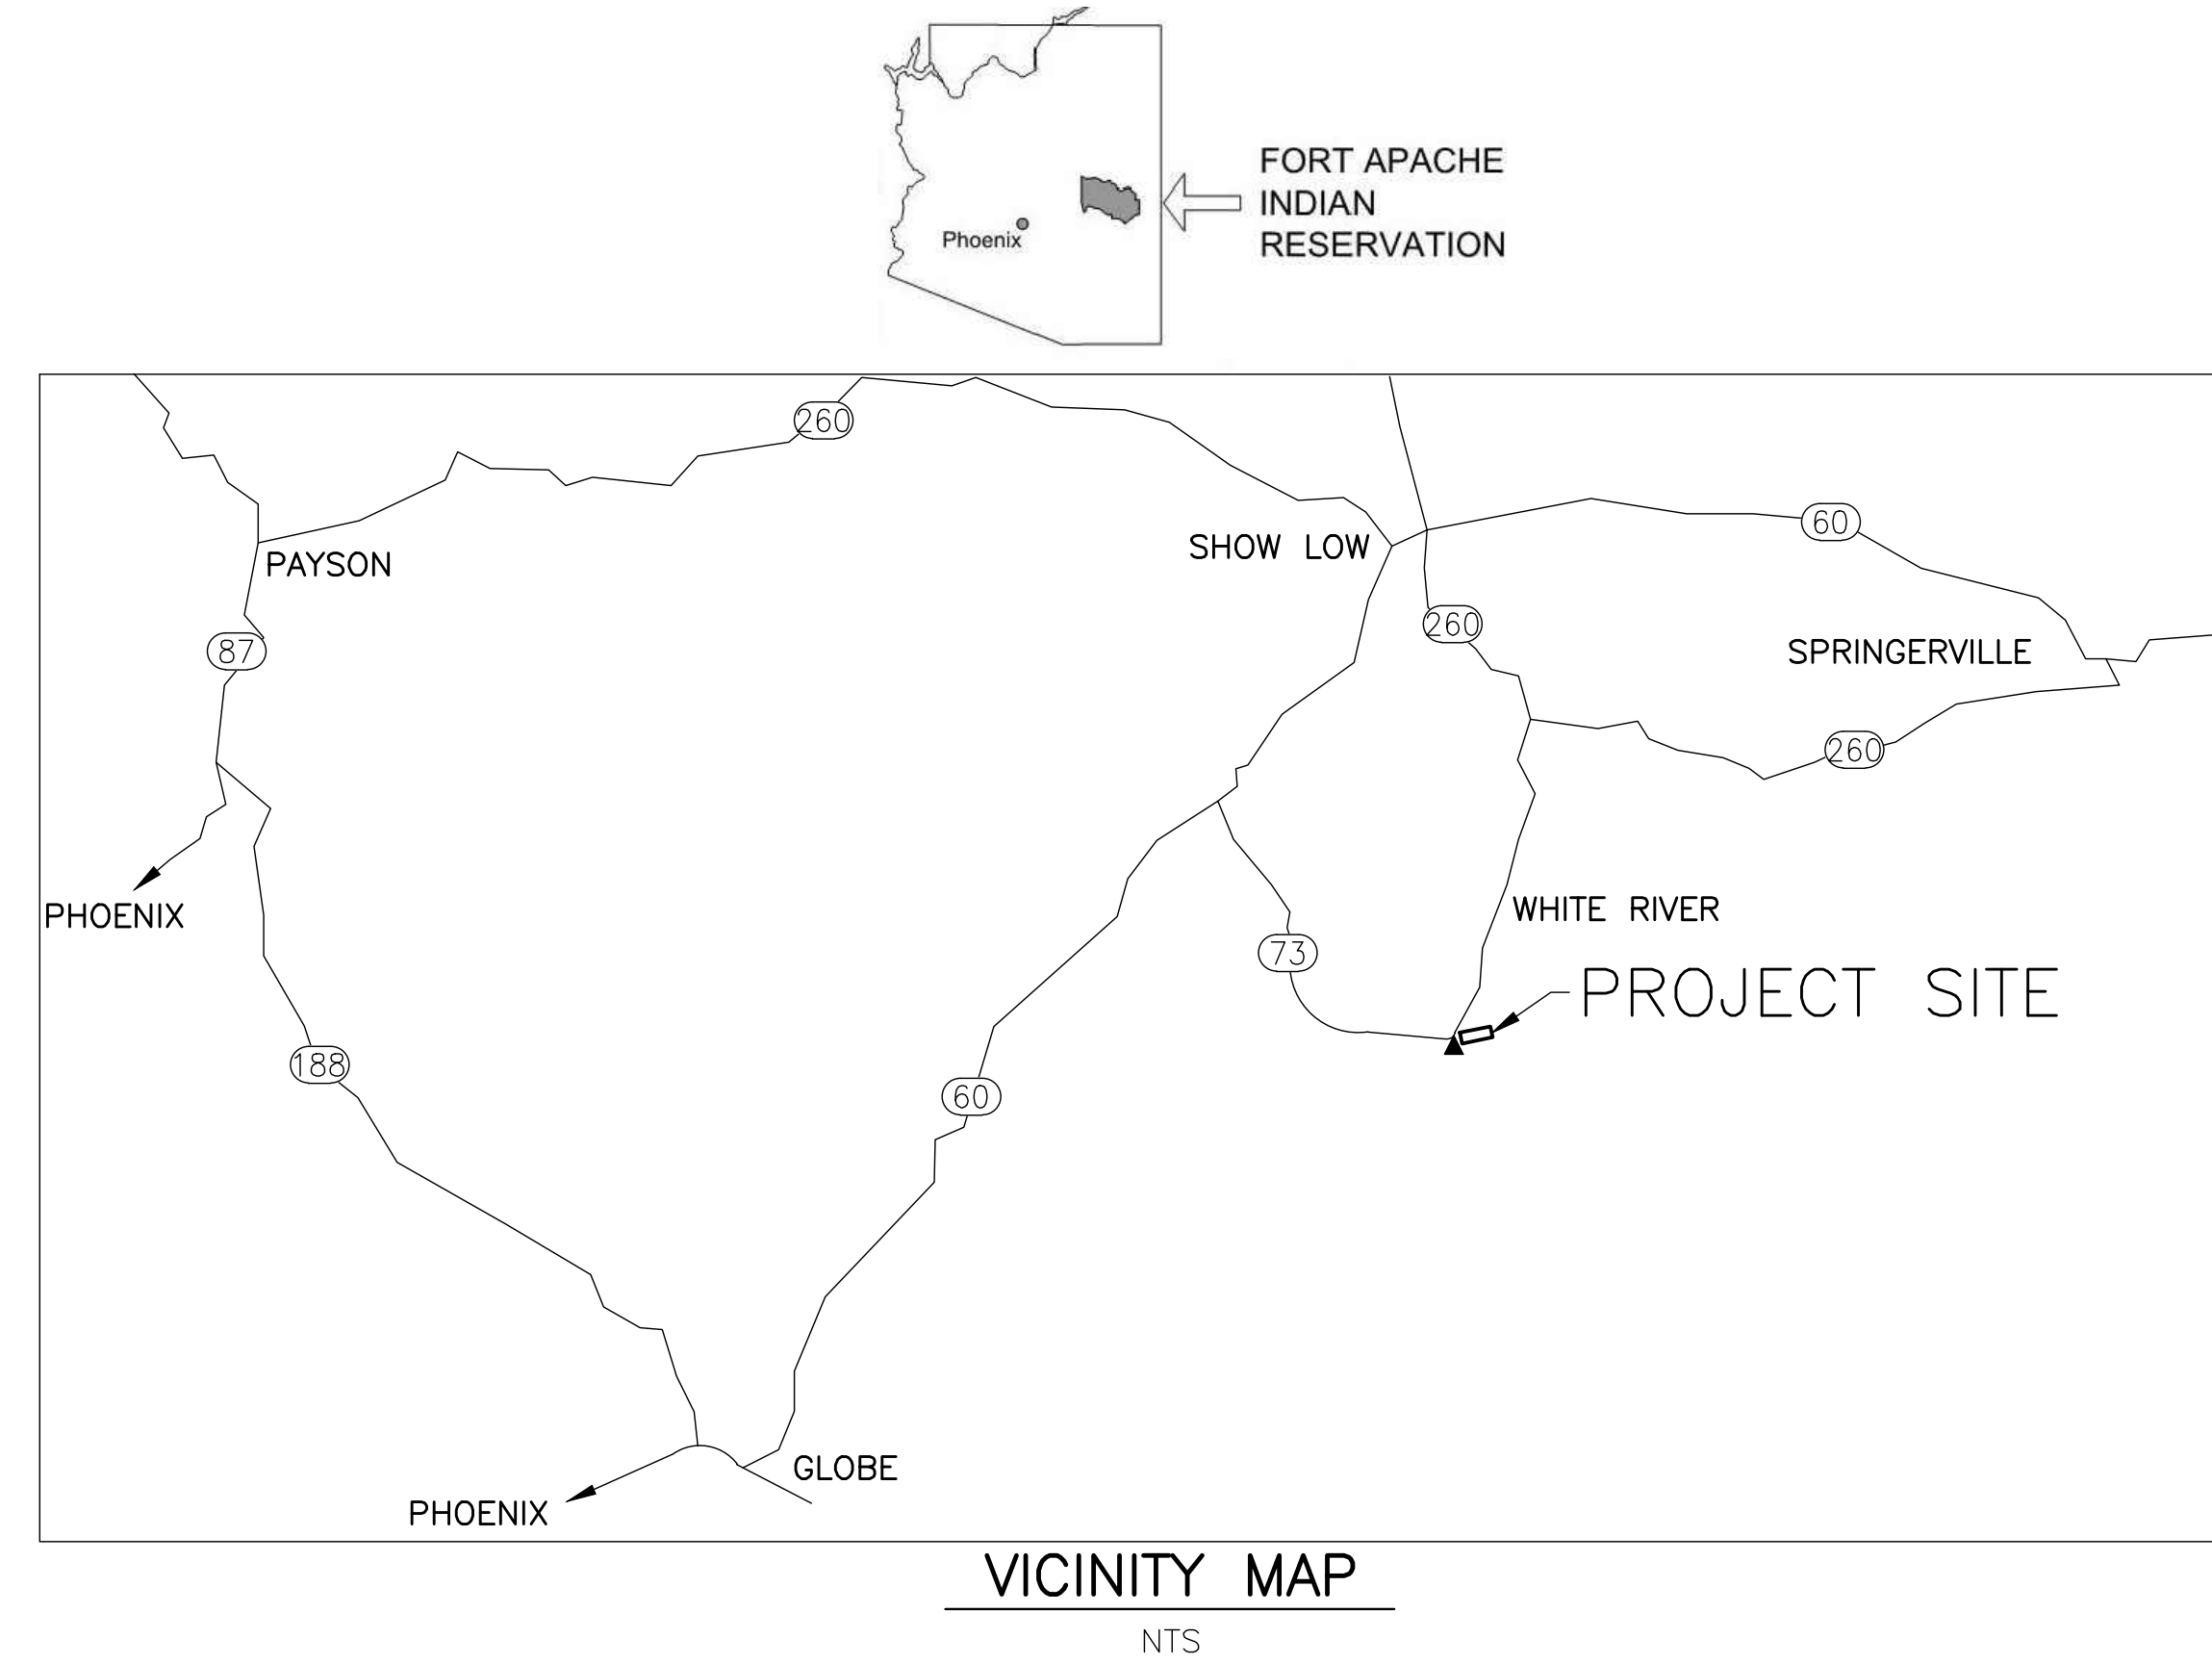 FORT APACHE
INDIAN
RESERVATION
Phoenix
260
60
SHOW LOW
PAYSON
260
87
SPRINGERVILLE
260
PHOENIX
WHITE RIVER
73
PROJECT SITE
188
60
GLOBE
PHOENIX
VICINITY MAP
NTS